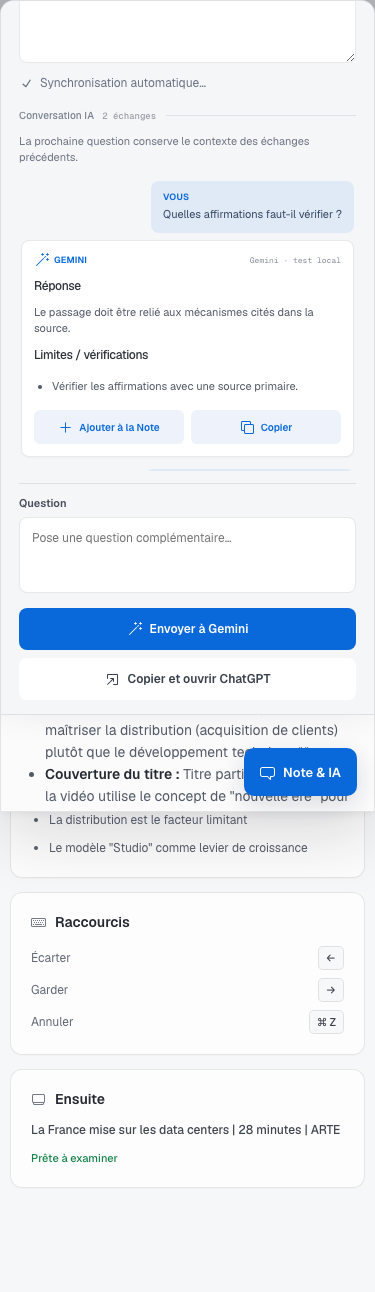 Synchronisation automatique…
Conversation IA 2 échanges
La prochaine question conserve le contexte des échanges
précédents.
VOUS
Quelles affirmations faut-il vérifier ?
GEMINI
Gemini · test local
Réponse
Le passage doit être relié aux mécanismes cités dans la
source.
Limites / vérifications
• Vérifier les affirmations avec une source primaire.
Ajouter à la Note
Copier
Question
Pose une question complémentaire…
Envoyer à Gemini
Copier et ouvrir ChatGPT
maîtriser la distribution (acquisition de clients)
plutôt que le développement
• Couverture du titre : Titre
la vidéo utilise le concept de "nouvelle ère" pour
Note & IA
• La distribution est le facteur limitant
• Le modèle "Studio" comme levier de croissance
Raccourcis
Écarter ←
Garder →
Annuler ⌘ Z
Ensuite
La France mise sur les data centers | 28 minutes | ARTE
Prête à examiner